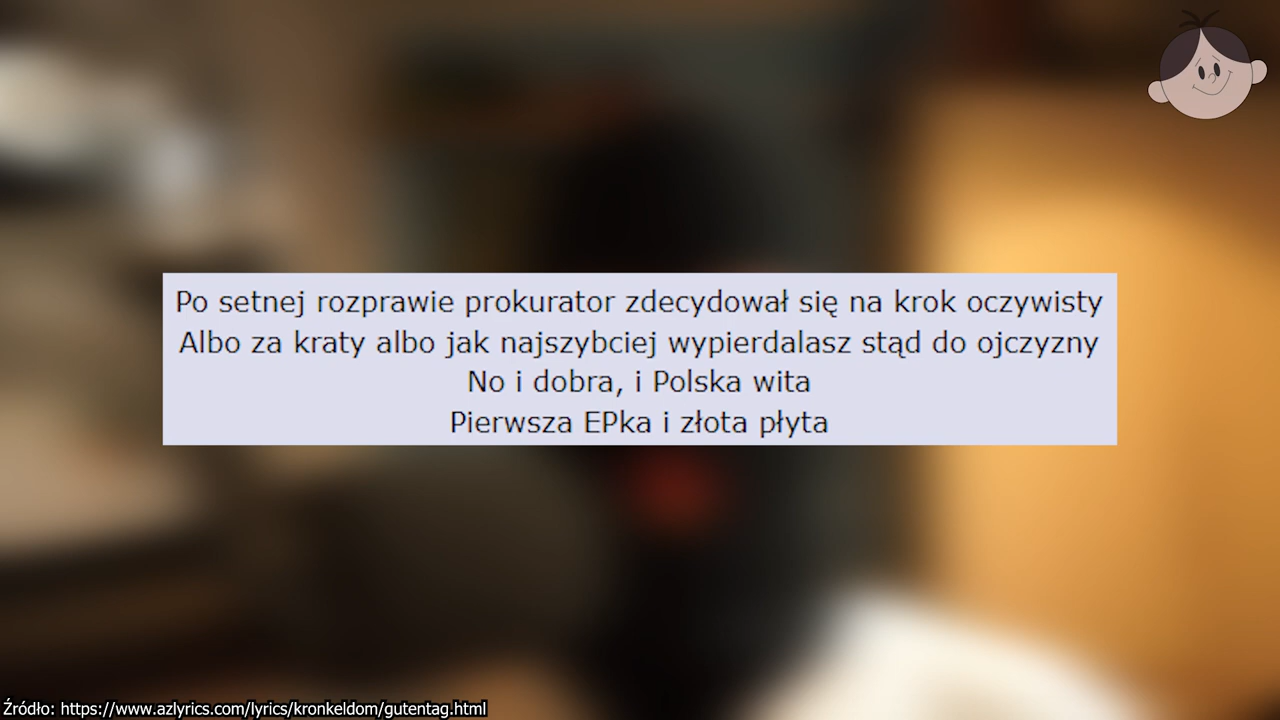 Po setnej rozprawie prokurator zdecydował się na krok oczywisty
Albo za kraty albo jak najszybciej wypierdalasz stąd do ojczyzny
No i dobra, i Polska wita
Pierwsza EPka i złota płyta
Źródło: https://www.azlyrics.com/lyrics/kronkeldom/gutentag.html